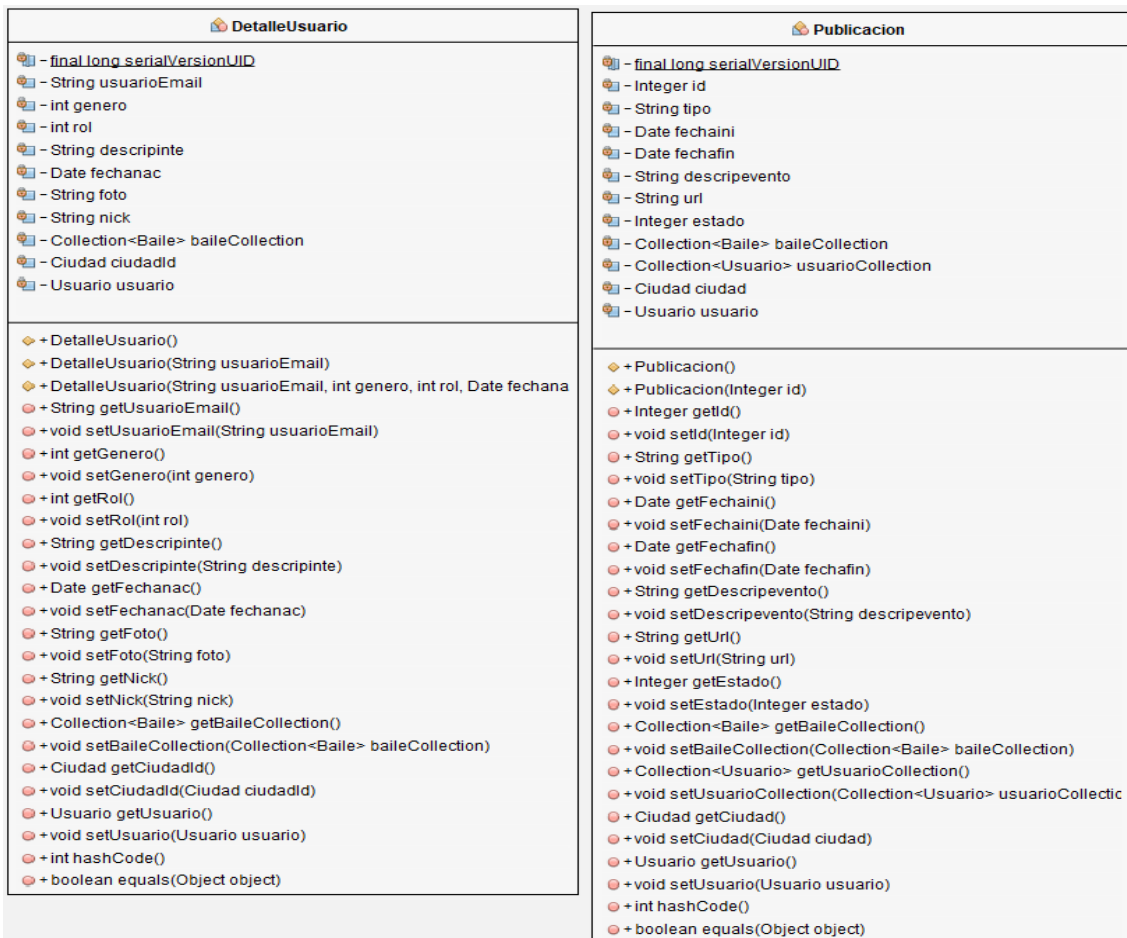 DetalleUsuario
- final long serialVersionUID
- String usuarioEmail
- int genero
- int rol
- String descripinte
- Date fechanac
- String foto
- String nick
- Collection<Baile> baileCollection
- Ciudad ciudadId
- Usuario usuario
+ DetalleUsuario()
+ DetalleUsuario(String usuarioEmail)
+ DetalleUsuario(String usuarioEmail, int genero, int rol, Date fechana
+ String getUsuarioEmail()
+ void setUsuarioEmail(String usuarioEmail)
+ int getGenero()
+ void setGenero(int genero)
+ int getRol()
+ void setRol(int rol)
+ String getDescripinte()
+ void setDescripinte(String descripinte)
+ Date getFechanac()
+ void setFechanac(Date fechanac)
+ String getFoto()
+ void setFoto(String foto)
+ String getNick()
+ void setNick(String nick)
+ Collection<Baile> getBaileCollection()
+ void setBaileCollection(Collection<Baile> baileCollection)
+ Ciudad getCiudadId()
+ void setCiudadId(Ciudad ciudadId)
+ Usuario getUsuario()
+ void setUsuario(Usuario usuario)
+ int hashCode()
+ boolean equals(Object object)
Publicacion
- final long serialVersionUID
- Integer id
- String tipo
- Date fechaini
- Date fechafin
- String descripevento
- String url
- Integer estado
- Collection<Baile> baileCollection
- Collection<Usuario> usuarioCollection
- Ciudad ciudad
- Usuario usuario
+ Publicacion()
+ Publicacion(Integer id)
+ Integer getId()
+ void setId(Integer id)
+ String getTipo()
+ void setTipo(String tipo)
+ Date getFechaini()
+ void setFechaini(Date fechaini)
+ Date getFechafin()
+ void setFechafin(Date fechafin)
+ String getDescripevento()
+ void setDescripevento(String descripevento)
+ String getUrl()
+ void setUrl(String url)
+ Integer getEstado()
+ void setEstado(Integer estado)
+ Collection<Baile> getBaileCollection()
+ void setBaileCollection(Collection<Baile> baileCollection)
+ Collection<Usuario> getUsuarioCollection()
+ void setUsuarioCollection(Collection<Usuario> usuarioCollectic
+ Ciudad getCiudad()
+ void setCiudad(Ciudad ciudad)
+ Usuario getUsuario()
+ void setUsuario(Usuario usuario)
+ int hashCode()
+ boolean equals(Object object)